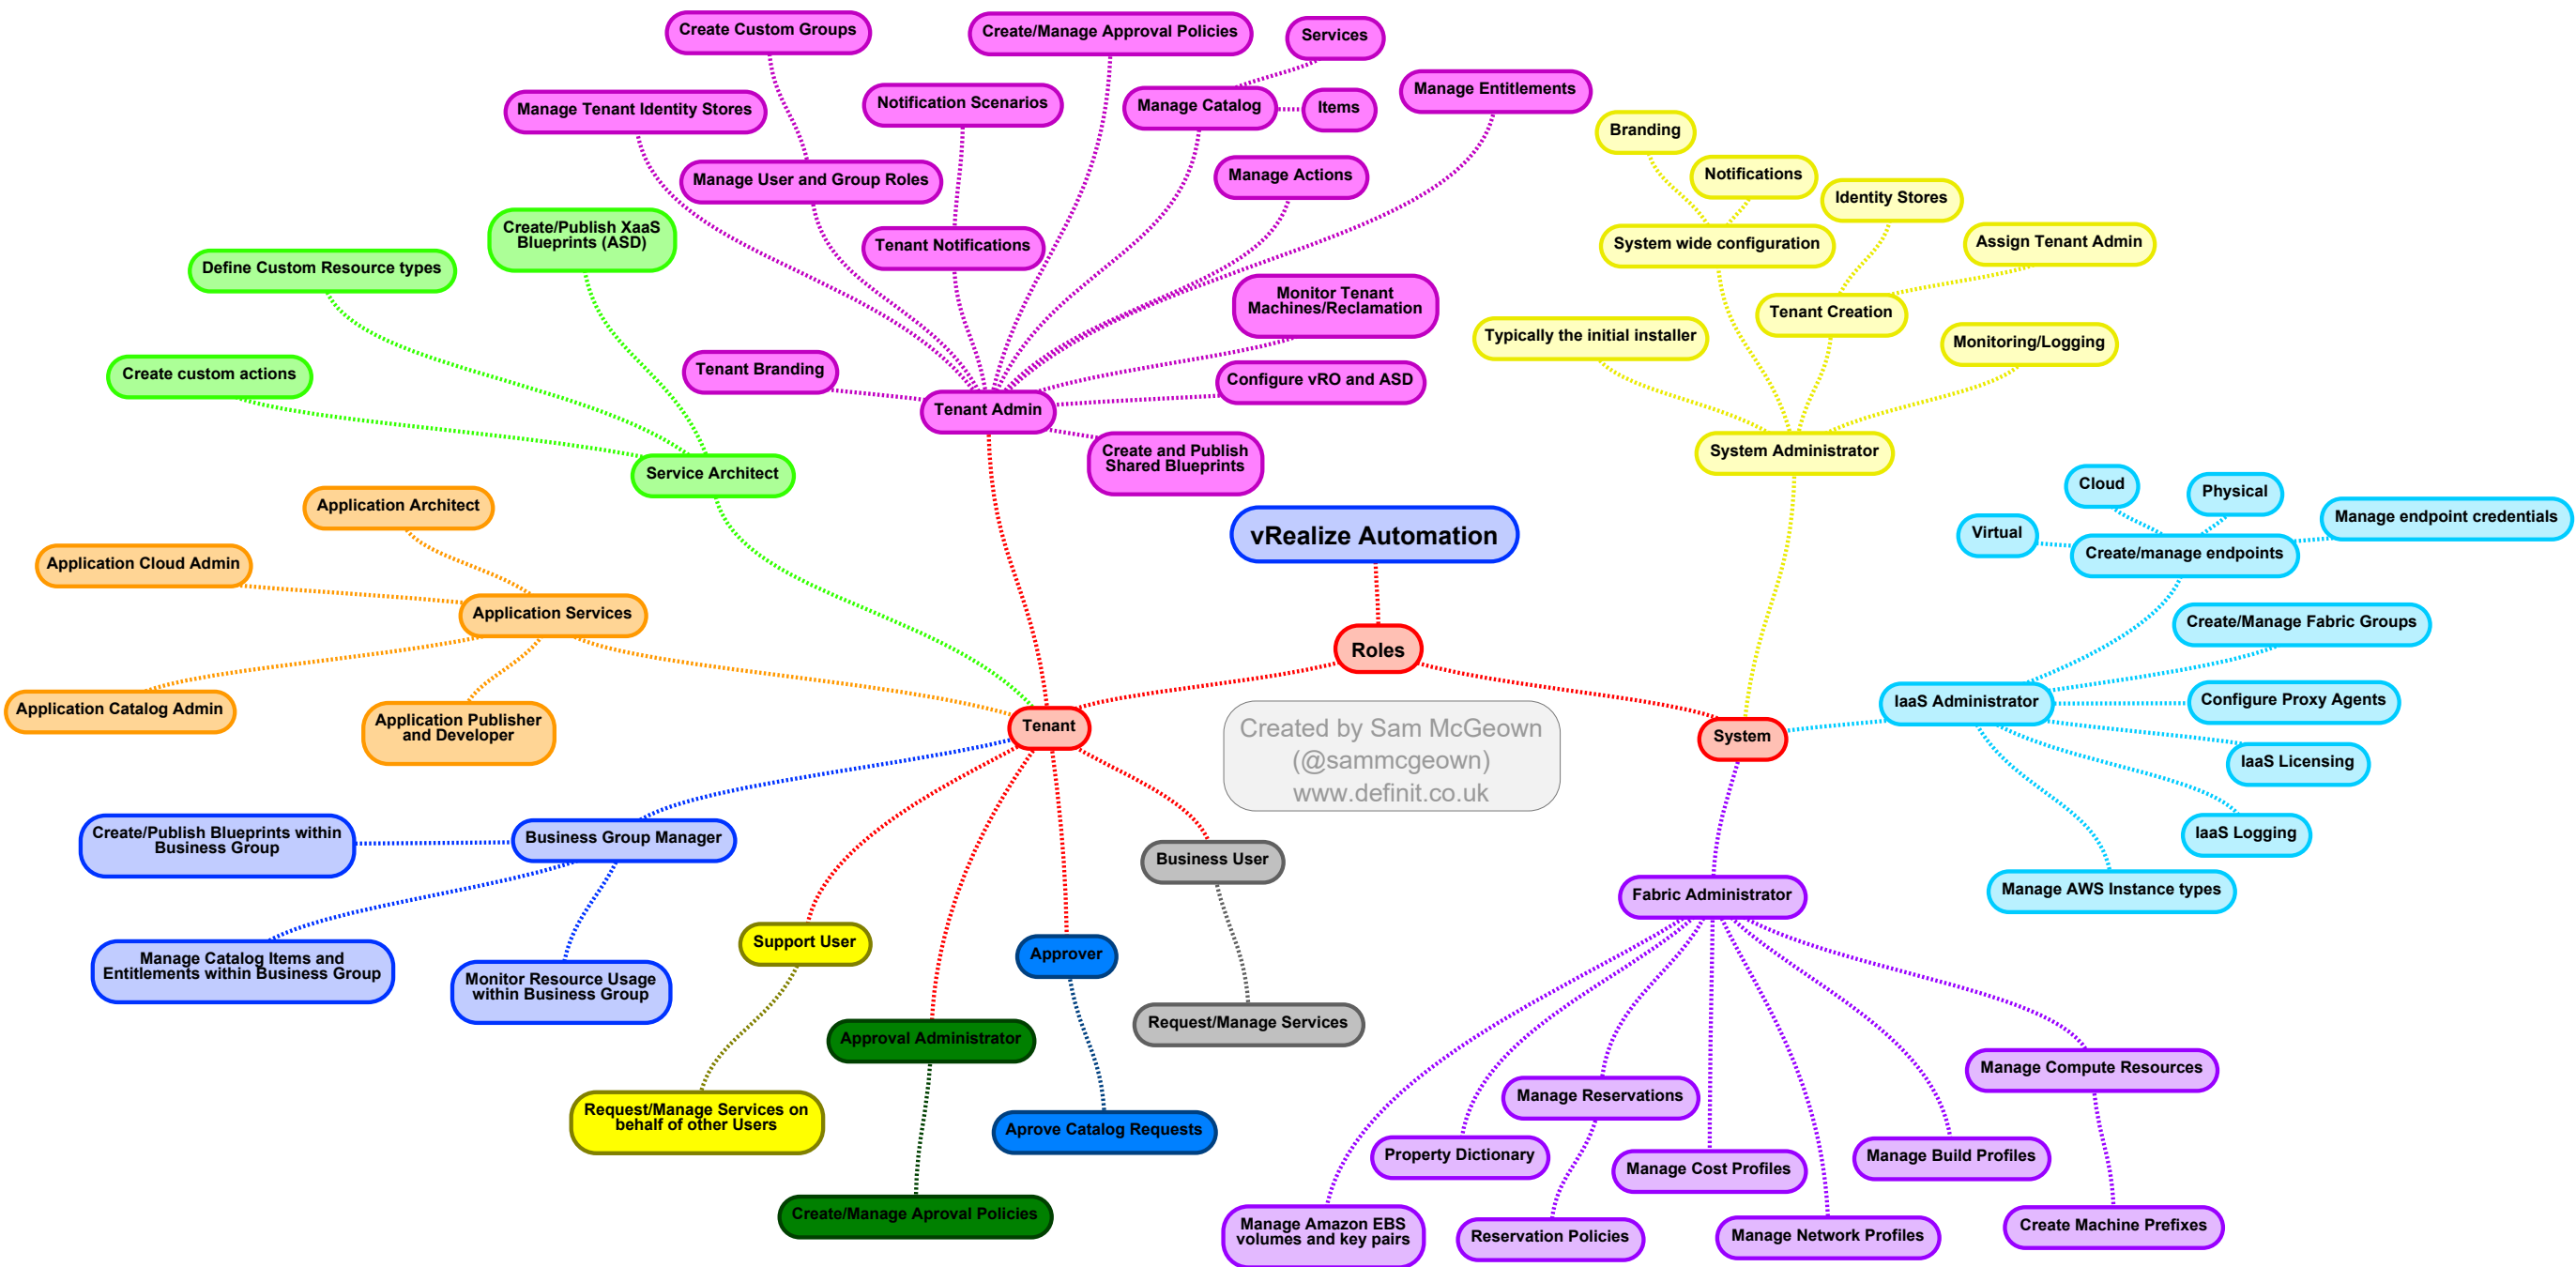 Create Custom Groups
Create/Manage Approval Policies
Services
Manage Tenant Identity Stores
Notification Scenarios
Manage Catalog
Items
Manage Entitlements
Manage User and Group Roles
Manage Actions
Tenant Notifications
Monitor Tenant
Machines/Reclamation
Tenant Branding
Configure vRO and ASD
Tenant Admin
Create and Publish
Shared Blueprints
Create/Publish XaaS
Blueprints (ASD)
Define Custom Resource types
Create custom actions
Service Architect
Branding
Notifications
Identity Stores
System wide configuration
Assign Tenant Admin
Tenant Creation
Typically the initial installer
Monitoring/Logging
System Administrator
Application Architect
Application Cloud Admin
Application Services
Application Catalog Admin
Application Publisher
and Developer
vRealize Automation
Roles
Tenant
System
Created by Sam McGeown
(@sammcgeown)
www.definit.co.uk
Cloud
Physical
Virtual
Manage endpoint credentials
Create/manage endpoints
Create/Manage Fabric Groups
IaaS Administrator
Configure Proxy Agents
IaaS Licensing
IaaS Logging
Manage AWS Instance types
Create/Publish Blueprints within
Business Group
Business Group Manager
Manage Catalog Items and
Entitlements within Business Group
Monitor Resource Usage
within Business Group
Support User
Request/Manage Services on
behalf of other Users
Approval Administrator
Create/Manage Aproval Policies
Approver
Aprove Catalog Requests
Business User
Request/Manage Services
Fabric Administrator
Manage Compute Resources
Manage Reservations
Property Dictionary
Manage Cost Profiles
Manage Build Profiles
Manage Amazon EBS
volumes and key pairs
Reservation Policies
Manage Network Profiles
Create Machine Prefixes